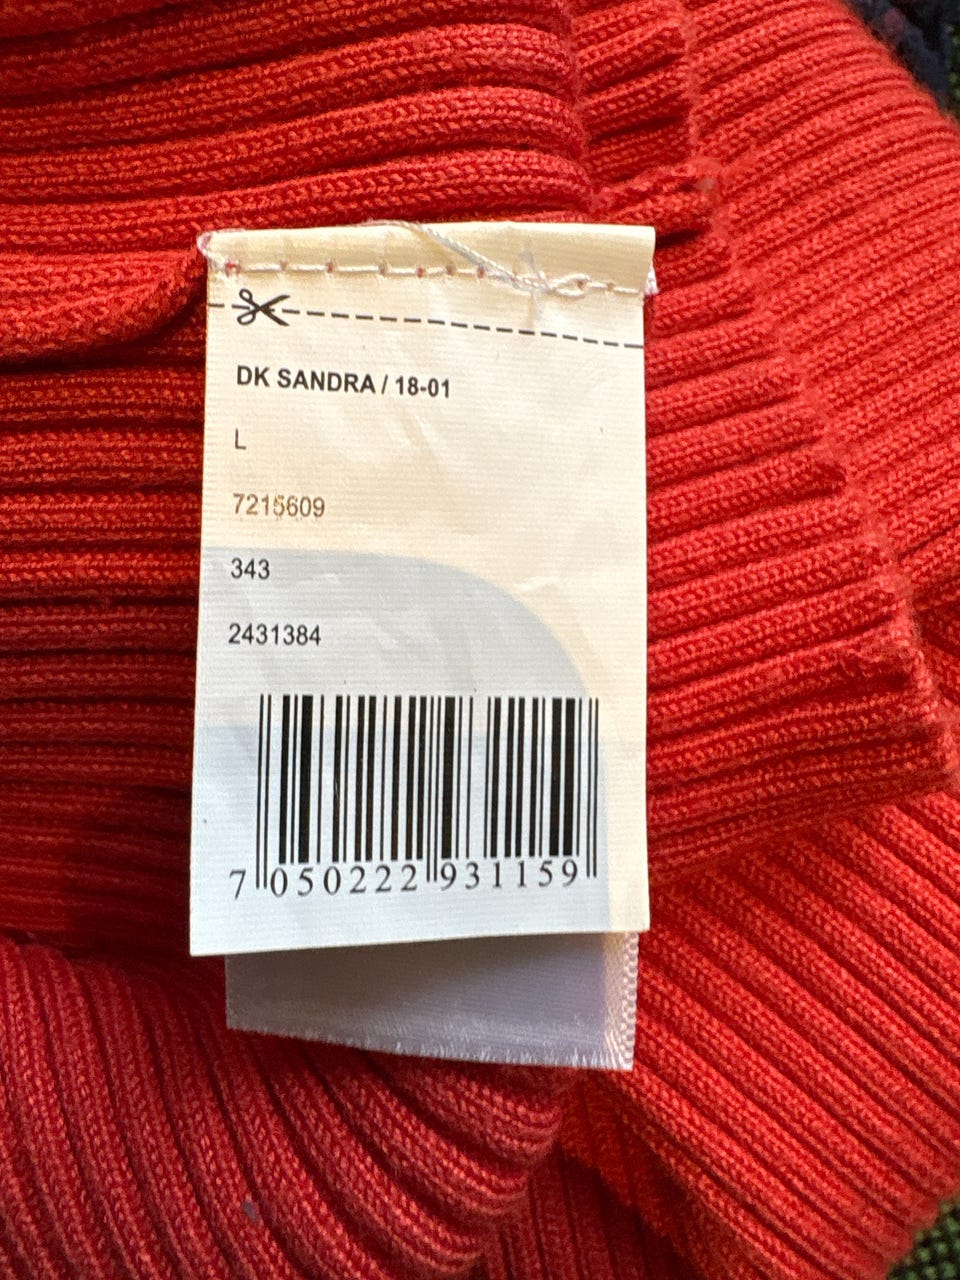 DK SANDRA / 18-01
L
7215609
343
2431384
7 050222 931159